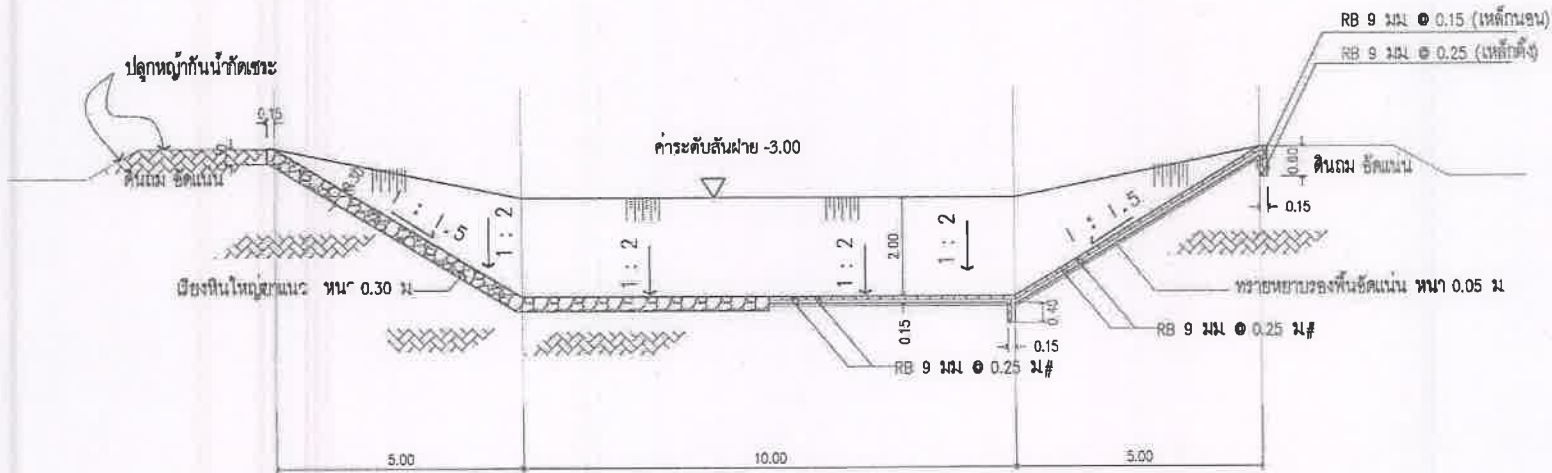 RB 9 มม. @ 0.15 (เหล็กนอน)
RB 9 มม. @ 0.25 (เหล็กตั้ง)
ปลูกหญ้ากันน้ำกัดเซาะ
0.15
ค่าระดับสันฝาย -3.00
ดินถม อัดแน่น
0.30
1 : 1.5
1 : 2
1 : 2
1 : 2
2.00
1 : 2
1 : 1.5
0.60
ดินถม อัดแน่น
0.15
เรียงหินใหญ่ยาแนว หนา 0.30 ม
ทรายหยาบรองพื้นอัดแน่น หนา 0.05 ม
0.15
0.40
0.15
RB 9 มม. @ 0.25 ม#
RB 9 มม. @ 0.25 ม#
5.00
10.00
5.00